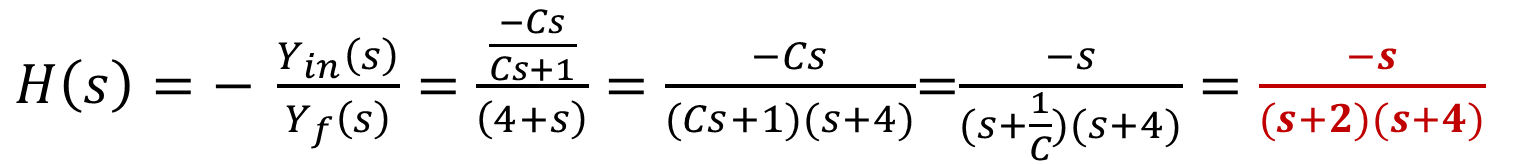 H(s) = − Y_in(s)/Y_f(s) = (−Cs/(Cs+1))/(4+s) = −Cs/((Cs+1)(s+4)) = −s/((s+1/C)(s+4)) = −s/((s+2)(s+4))